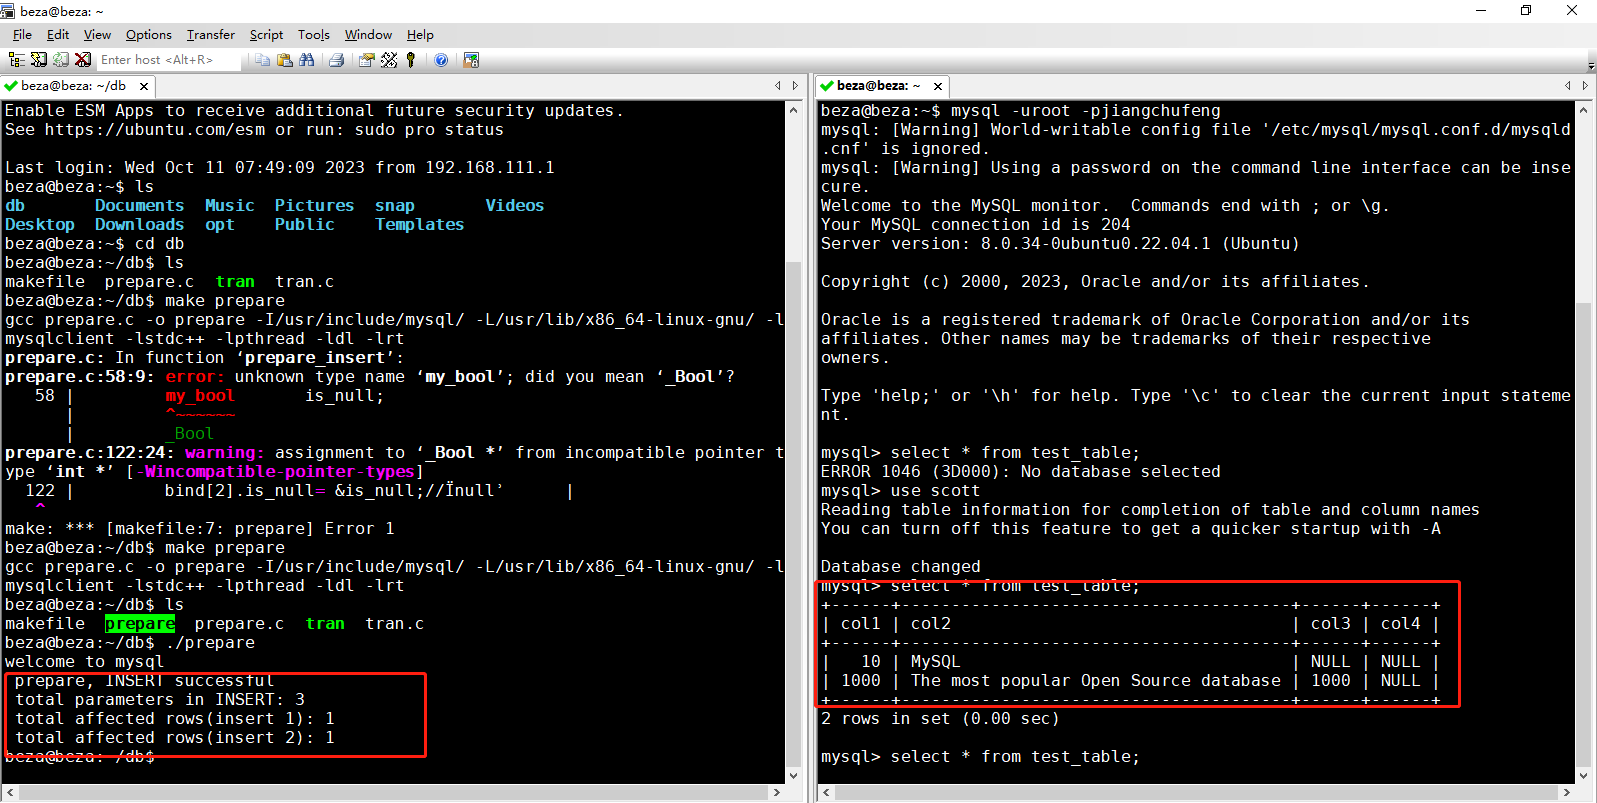 beza@beza: ~
File Edit View Options Transfer Script Tools Window Help
Enter host <Alt+R>
beza@beza: ~/db
Enable ESM Apps to receive additional future security updates.
See https://ubuntu.com/esm or run: sudo pro status
Last login: Wed Oct 11 07:49:09 2023 from 192.168.111.1
beza@beza:~$ ls
db Documents Music Pictures snap Videos
Desktop Downloads opt Public Templates
beza@beza:~$ cd db
beza@beza:~/db$ ls
makefile prepare.c tran tran.c
beza@beza:~/db$ make prepare
gcc prepare.c -o prepare -I/usr/include/mysql/ -L/usr/lib/x86_64-linux-gnu/ -l
mysqlclient -lstdc++ -lpthread -ldl -lrt
prepare.c: In function ‘prepare_insert’:
prepare.c:58:9: error: unknown type name ‘my_bool’; did you mean ‘_Bool’?
58 | my_bool is_null;
| ^~~~~~~
| _Bool
prepare.c:122:24: warning: assignment to ‘_Bool *’ from incompatible pointer t
ype ‘int *’ [-Wincompatible-pointer-types]
122 | bind[2].is_null= &is_null;//Ïnull˒ |
^
make: *** [makefile:7: prepare] Error 1
beza@beza:~/db$ make prepare
gcc prepare.c -o prepare -I/usr/include/mysql/ -L/usr/lib/x86_64-linux-gnu/ -l
mysqlclient -lstdc++ -lpthread -ldl -lrt
beza@beza:~/db$ ls
makefile prepare prepare.c tran tran.c
beza@beza:~/db$ ./prepare
welcome to mysql
prepare, INSERT successful
total parameters in INSERT: 3
total affected rows(insert 1): 1
total affected rows(insert 2): 1
beza@beza:~/db$
beza@beza: ~
beza@beza:~$ mysql -uroot -pjiangchufeng
mysql: [Warning] World-writable config file '/etc/mysql/mysql.conf.d/mysqld
.cnf' is ignored.
mysql: [Warning] Using a password on the command line interface can be inse
cure.
Welcome to the MySQL monitor.  Commands end with ; or \g.
Your MySQL connection id is 204
Server version: 8.0.34-0ubuntu0.22.04.1 (Ubuntu)
Copyright (c) 2000, 2023, Oracle and/or its affiliates.
Oracle is a registered trademark of Oracle Corporation and/or its
affiliates. Other names may be trademarks of their respective
owners.
Type 'help;' or '\h' for help. Type '\c' to clear the current input stateme
nt.
mysql> select * from test_table;
ERROR 1046 (3D000): No database selected
mysql> use scott
Reading table information for completion of table and column names
You can turn off this feature to get a quicker startup with -A
Database changed
mysql> select * from test_table;
+------+---------------------------------------+------+------+
| col1 | col2                                  | col3 | col4 |
+------+---------------------------------------+------+------+
|   10 | MySQL                                 | NULL | NULL |
| 1000 | The most popular Open Source database | 1000 | NULL |
+------+---------------------------------------+------+------+
2 rows in set (0.00 sec)
mysql> select * from test_table;